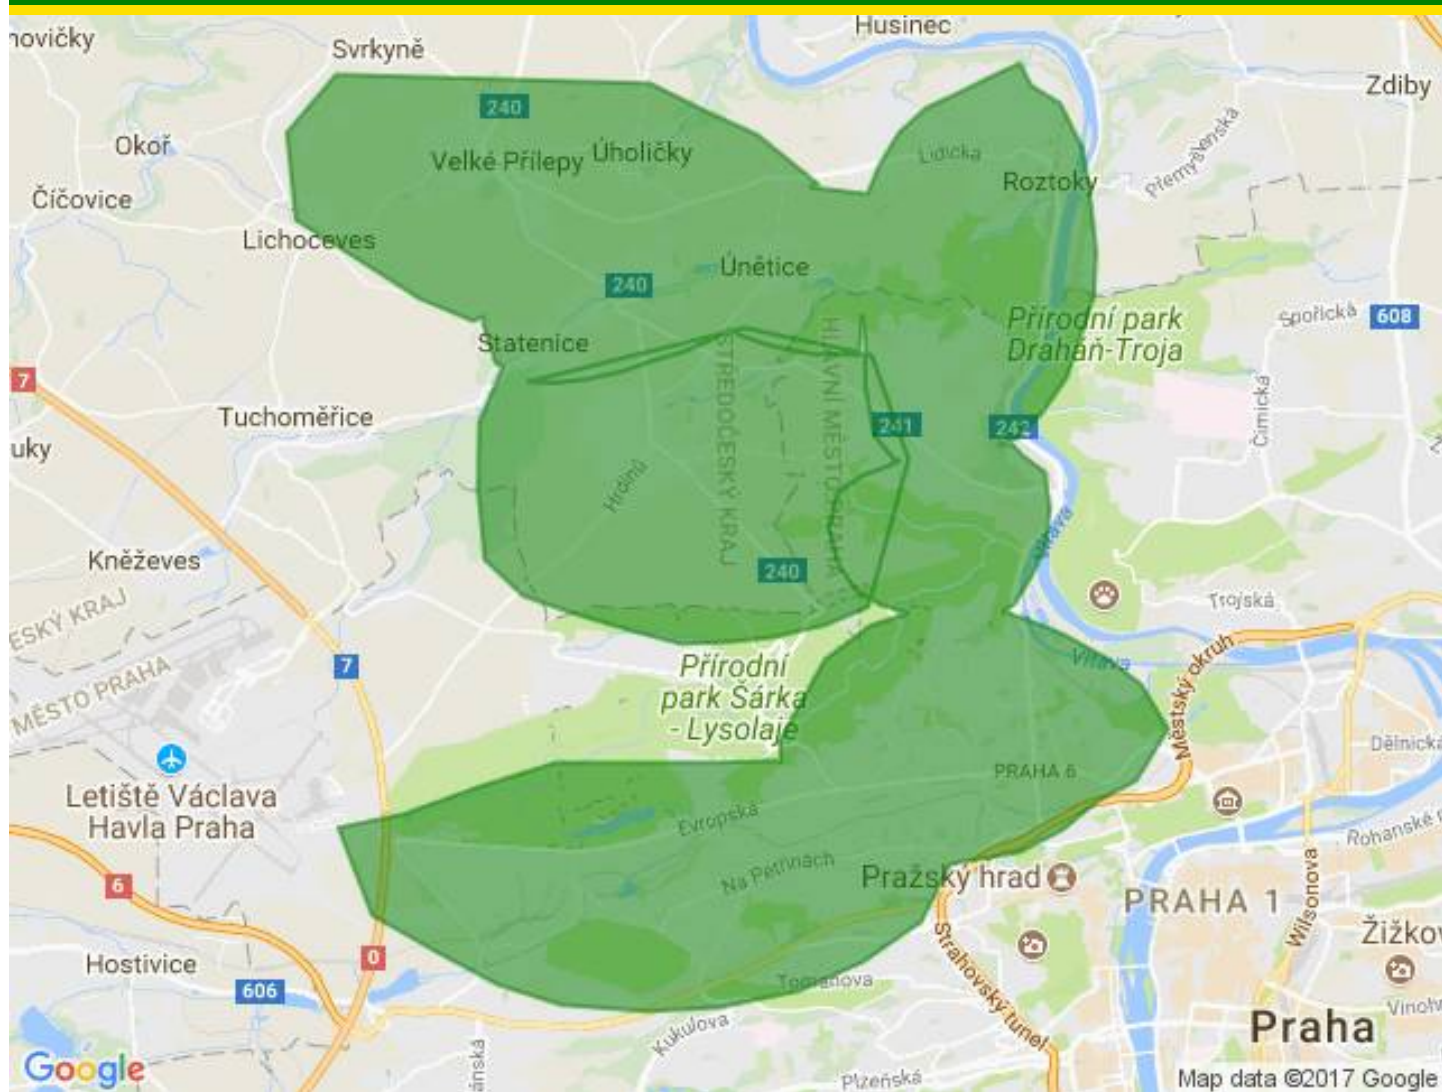 Husinec
novičky
Svrkyně
Zdiby
240
Okoř
Velké Přílepy
Úholičky
Lidická
Přemyšlenská
Roztoky
Číčovice
Lichoceves
Únětice
240
Přírodní park
Draháň-Troja
Spořická
608
Statenice
7
Tuchoměřice
HLAVNÍ MĚSTO PRAHA
STŘEDOČESKÝ KRAJ
241
242
Čimická
uky
Hrdinů
Vltava
Kněževes
240
Trojská
ESKÝ KRAJ
MĚSTO PRAHA
7
Přírodní
park Šárka
- Lysolaje
Vltava
Městský okruh
Dělnická
Letiště Václava
Havla Praha
PRAHA 6
Evropská
Rohanské n
6
Na Petřinách
Pražský hrad
PRAHA 1
Wilsonova
Žižkov
Strahovský tunel
Hostivice
0
606
Tomanova
Vinohr
Kukulova
Praha
Google
ánská
Plzeňská
Map data ©2017 Google